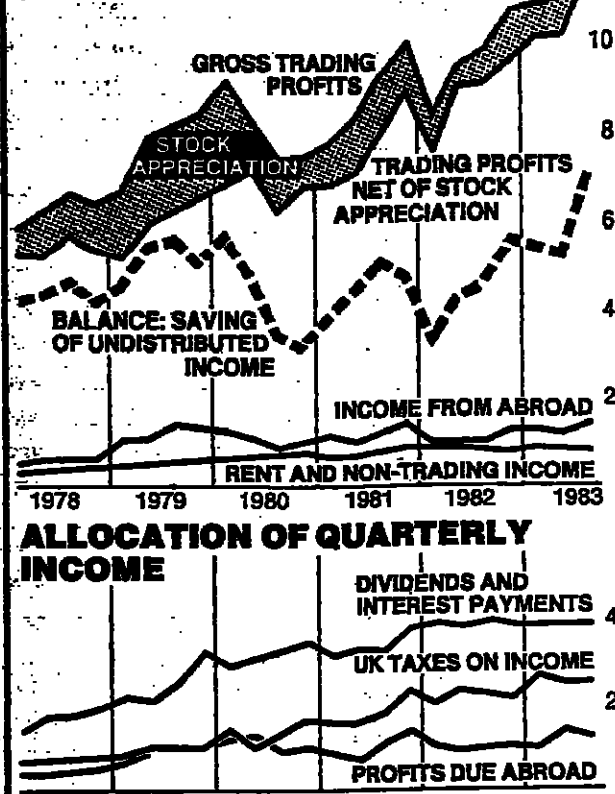 10
GROSS TRADING
PROFITS
8
STOCK
APPRECIATION
TRADING PROFITS
NET OF STOCK
APPRECIATION
6
4
BALANCE: SAVING
OF UNDISTRIBUTED
INCOME
2
INCOME FROM ABROAD
RENT AND NON-TRADING INCOME
1978 1979 1980 1981 1982 1983
ALLOCATION OF QUARTERLY
INCOME
DIVIDENDS AND
INTEREST PAYMENTS
4
UK TAXES ON INCOME
2
PROFITS DUE ABROAD